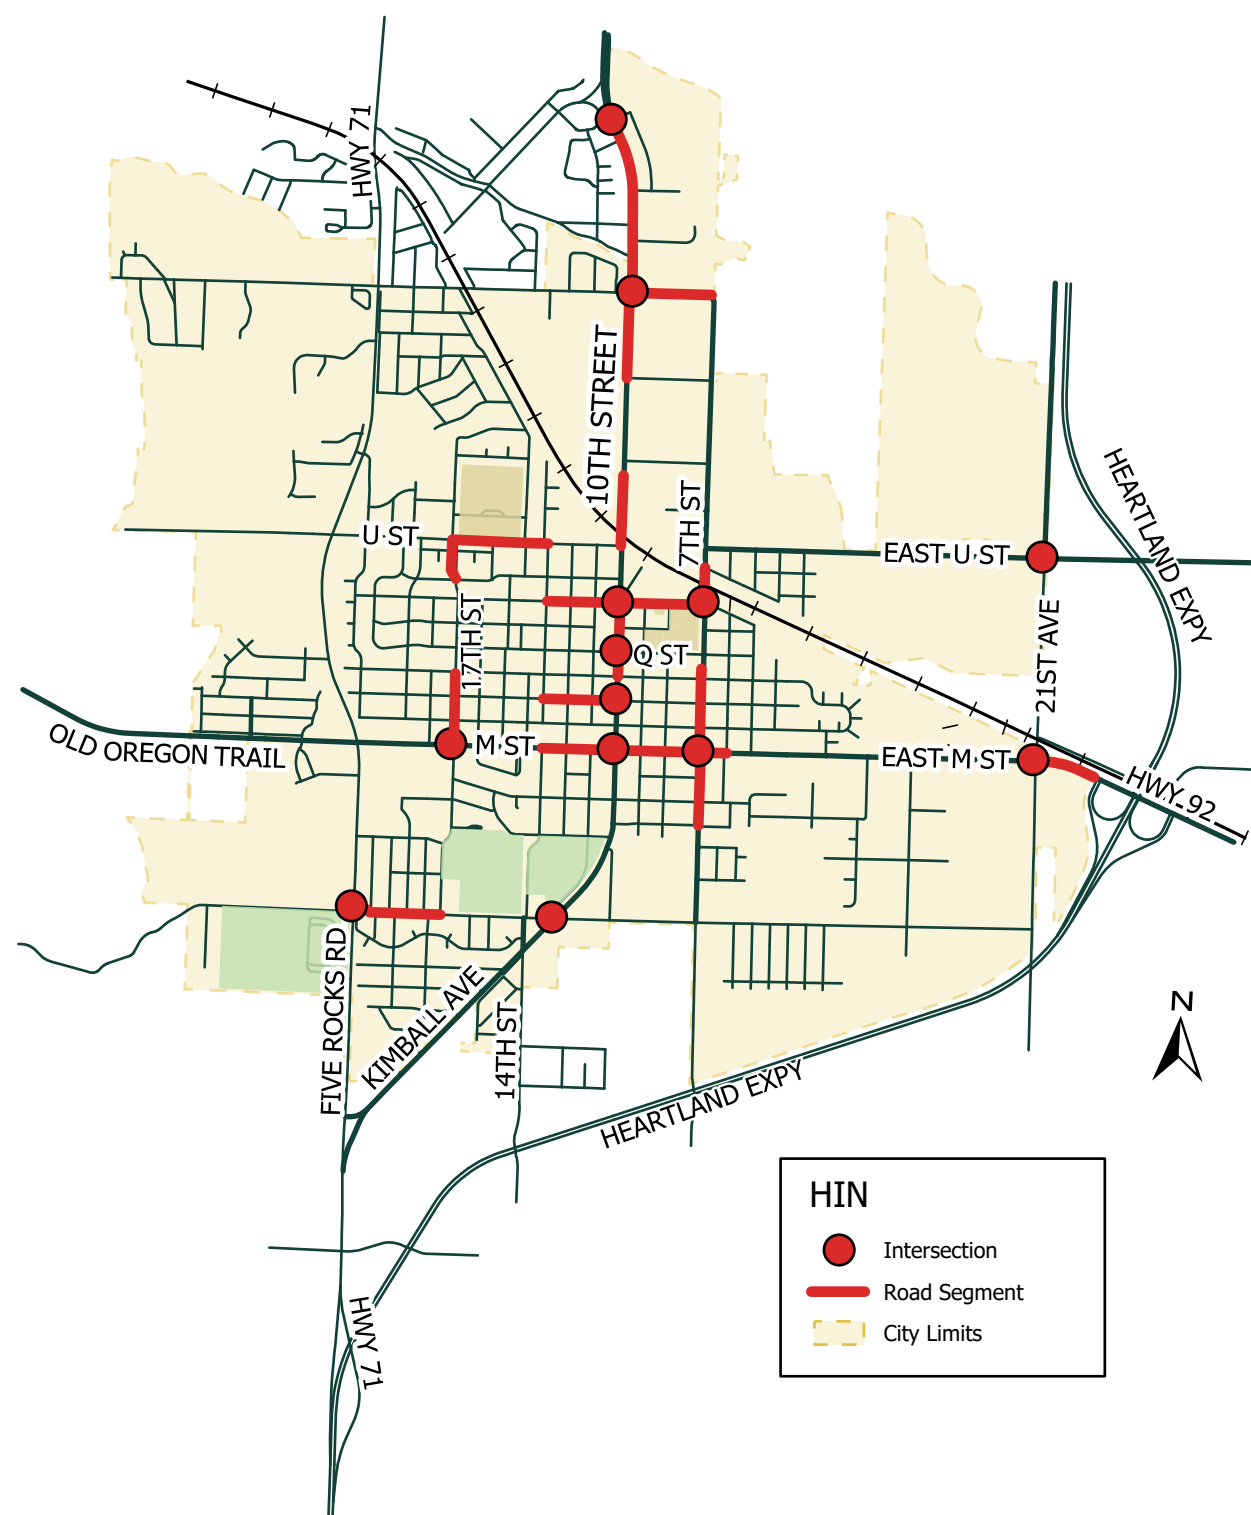 HWY 71
10TH STREET
HEARTLAND EXPY
7TH ST
U ST
EAST U ST
17TH ST
Q ST
21ST AVE
OLD OREGON TRAIL
M ST
EAST M ST
HWY 92
FIVE ROCKS RD
KIMBALL AVE
14TH ST
N
HEARTLAND EXPY
HWY 71
HIN
Intersection
Road Segment
City Limits